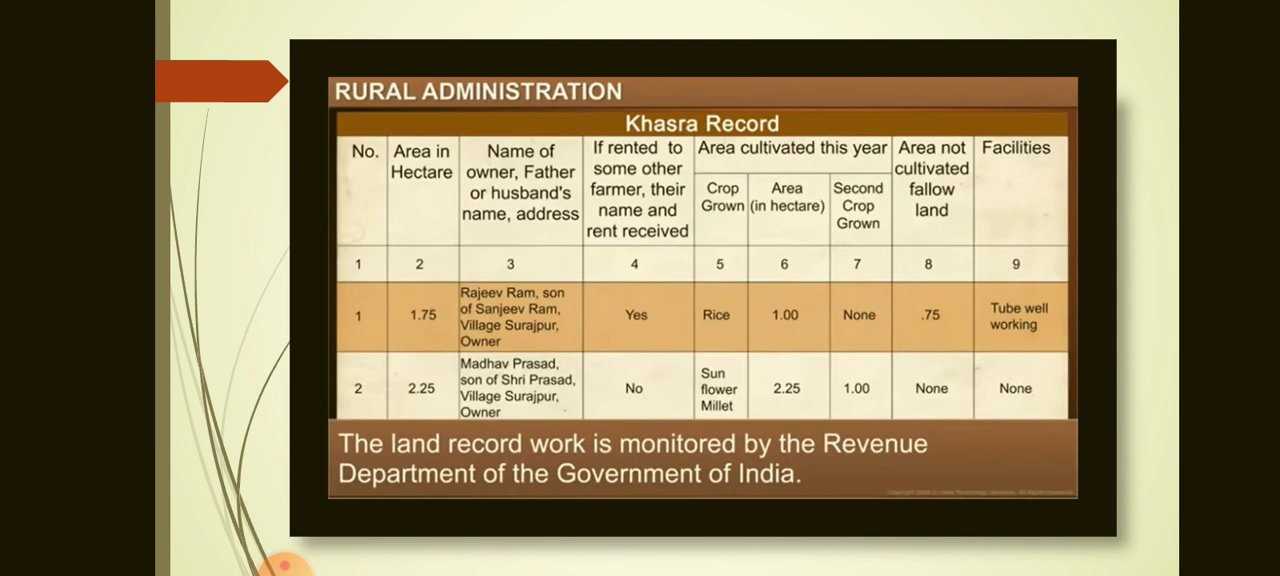 RURAL ADMINISTRATION
Khasra Record
No.
Area in
Hectare
Name of
owner, Father
or husband's
name, address
If rented to
some other
farmer, their
name and
rent received
Area cultivated this year
Crop
Grown
Area
(in hectare)
Second
Crop
Grown
Area not
cultivated
fallow
land
Facilities
1 2 3 4 5 6 7 8 9
1
1.75
Rajeev Ram, son
of Sanjeev Ram,
Village Surajpur,
Owner
Yes
Rice
1.00
None
.75
Tube well
working
2
2.25
Madhav Prasad,
son of Shri Prasad,
Village Surajpur,
Owner
No
Sun
flower
Millet
2.25
1.00
None
None
The land record work is monitored by the Revenue
Department of the Government of India.